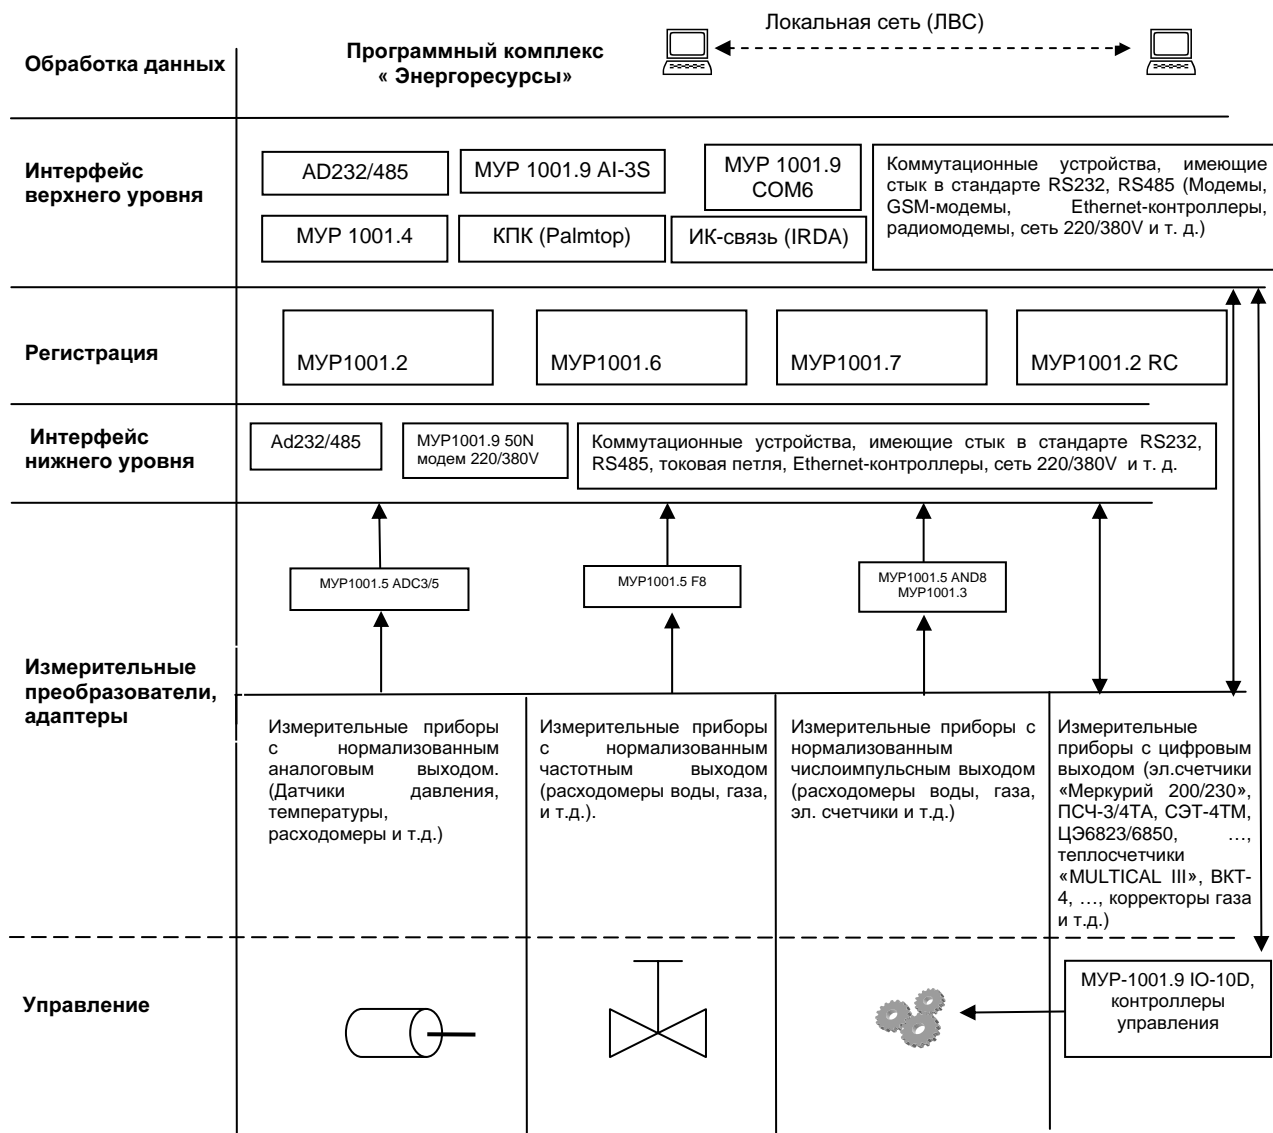 Локальная сеть (ЛВС)
Обработка данных
Программный комплекс
« Энергоресурсы»
Интерфейс
верхнего уровня
AD232/485
МУР 1001.9 AI-3S
МУР 1001.9
COM6
Коммутационные устройства, имеющие
стык в стандарте RS232, RS485 (Модемы,
GSM-модемы, Ethernet-контроллеры,
радиомодемы, сеть 220/380V и т. д.)
МУР 1001.4
КПК (Palmtop)
ИК-связь (IRDA)
Регистрация
МУР1001.2
МУР1001.6
МУР1001.7
МУР1001.2 RC
Интерфейс
нижнего уровня
Ad232/485
МУР1001.9 50N
модем 220/380V
Коммутационные устройства, имеющие стык в стандарте RS232,
RS485, токовая петля, Ethernet-контроллеры, сеть 220/380V и т. д.
МУР1001.5 ADC3/5
МУР1001.5 F8
МУР1001.5 AND8
МУР1001.3
Измерительные
преобразователи,
адаптеры
Измерительные приборы
с нормализованным
аналоговым выходом.
(Датчики давления,
температуры,
расходомеры и т.д.)
Измерительные приборы
с нормализованным
частотным выходом
(расходомеры воды, газа,
и т.д.).
Измерительные приборы с
нормализованным
числоимпульсным выходом
(расходомеры воды, газа,
эл. счетчики и т.д.)
Измерительные
приборы с цифровым
выходом (эл.счетчики
«Меркурий 200/230»,
ПСЧ-3/4ТА, СЭТ-4ТМ,
ЦЭ6823/6850, …,
теплосчетчики
«MULTICAL III», ВКТ-
4, …, корректоры газа
и т.д.)
Управление
МУР-1001.9 IO-10D,
контроллеры
управления